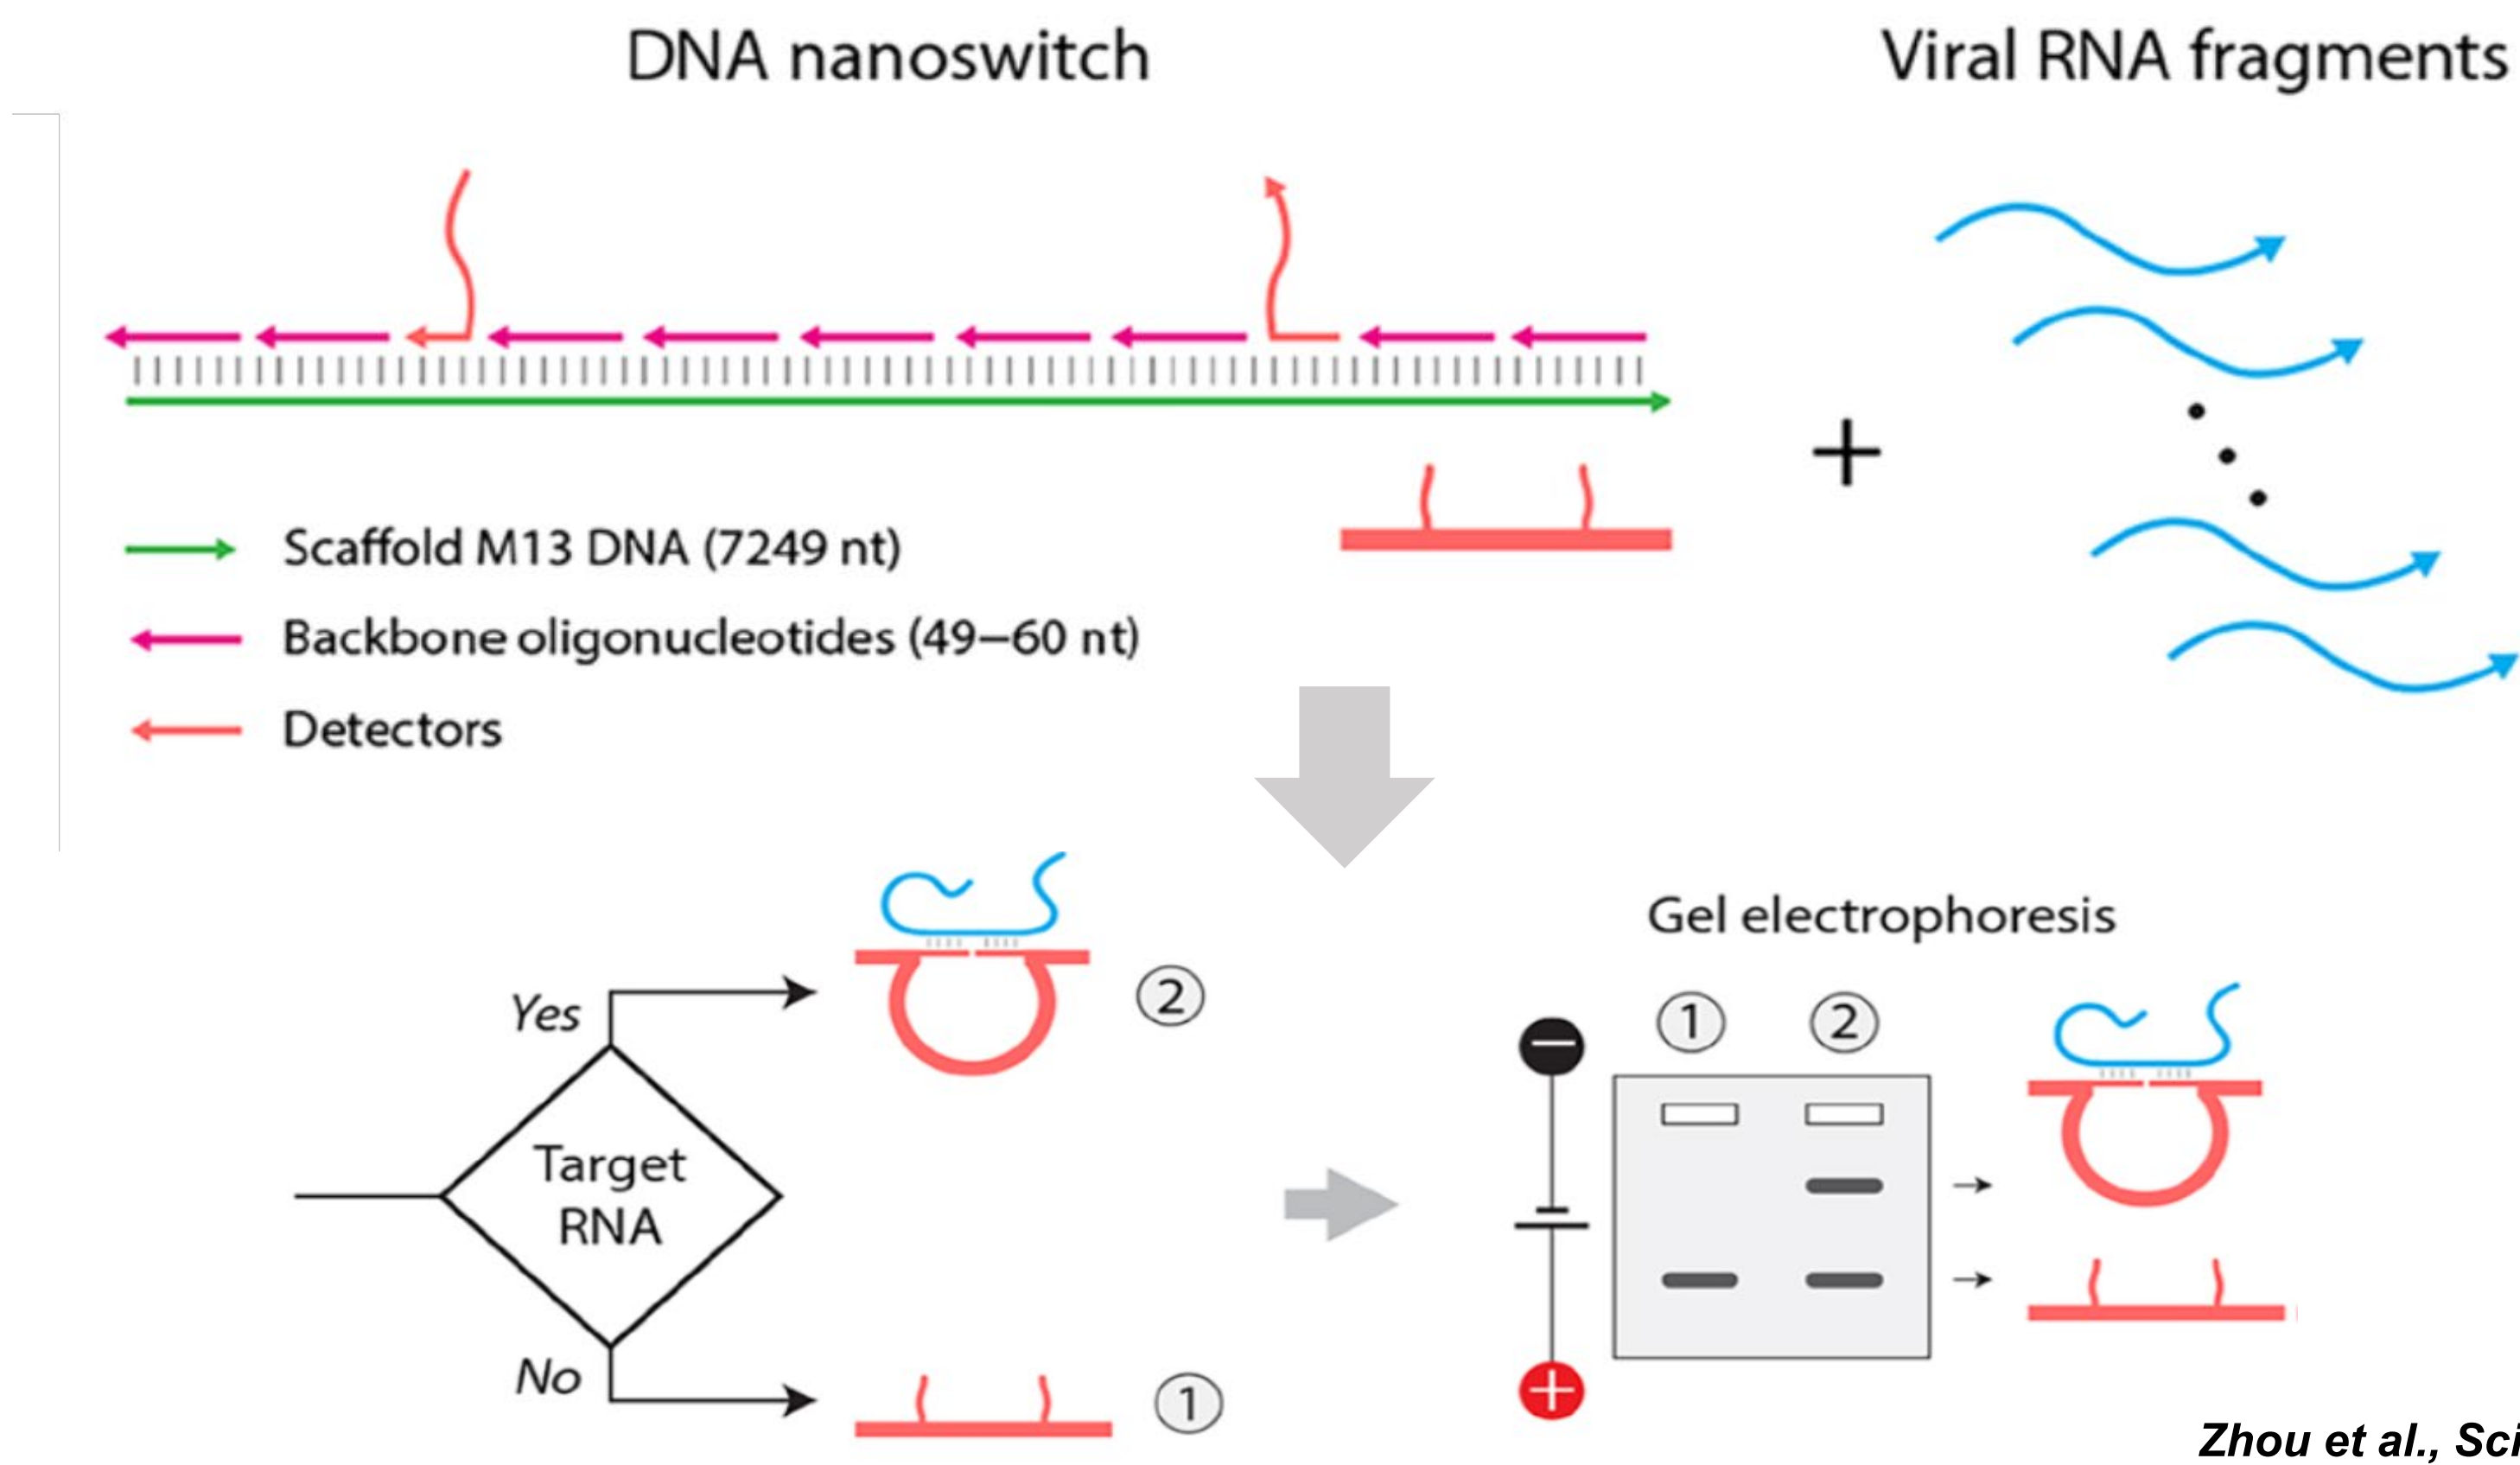 DNA nanoswitch
Viral RNA fragments
+
Scaffold M13 DNA (7249 nt)
Backbone oligonucleotides (49–60 nt)
Detectors
Yes
②
Target
RNA
No
①
Gel electrophoresis
① ②
−
+
Zhou et al., Sci